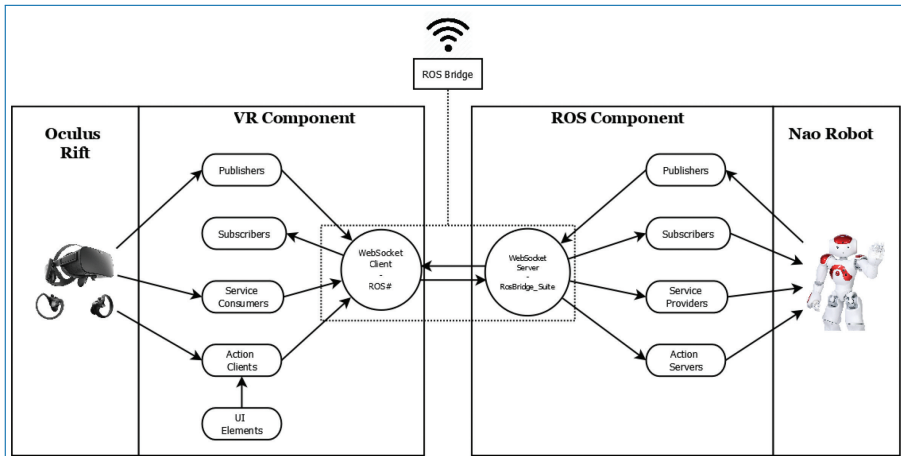 ROS Bridge
Oculus
Rift
VR Component
Publishers
Subscribers
Service
Consumers
Action
Clients
UI
Elements
WebSocket
Client
-
ROS#
ROS Component
WebSocket
Server
-
RosBridge_Suite
Publishers
Subscribers
Service
Providers
Action
Servers
Nao Robot